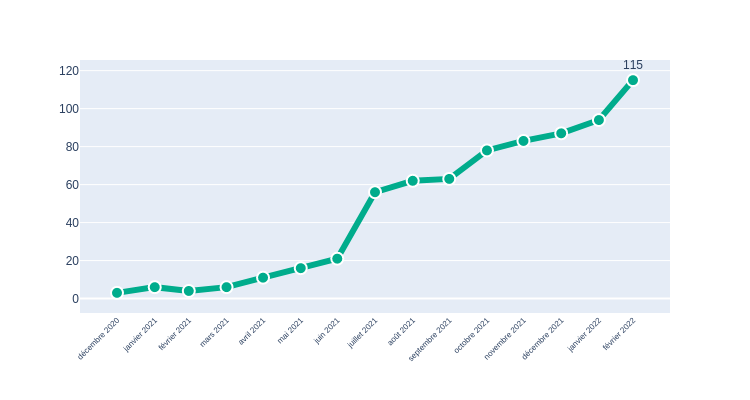 115
120
100
80
60
40
20
0
décembre 2020
janvier 2021
février 2021
mars 2021
avril 2021
mai 2021
juin 2021
juillet 2021
août 2021
septembre 2021
octobre 2021
novembre 2021
décembre 2021
janvier 2022
février 2022